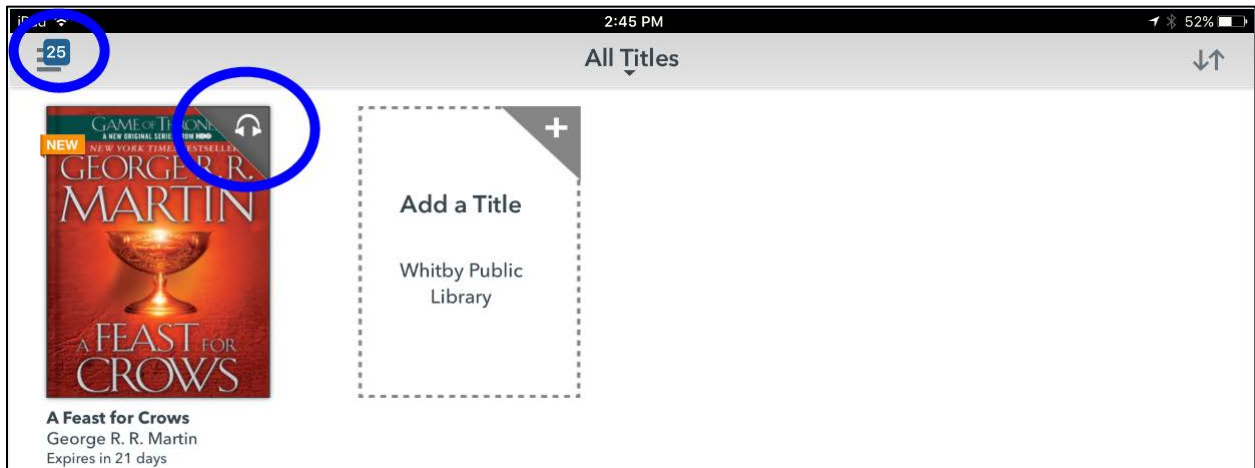 iPad 2:45 PM 52%
25 All Titles
GAME OF THRONES
A NEW ORIGINAL SERIES FROM HBO
NEW
NEW YORK TIMES BESTSELLER
GEORGE R. R.
MARTIN
A FEAST FOR
CROWS
Add a Title
Whitby Public
Library
A Feast for Crows
George R. R. Martin
Expires in 21 days